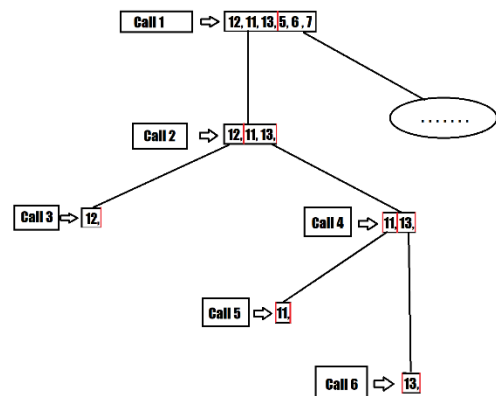 Call 1
12, 11, 13, 5, 6 , 7
.......
Call 2
12, 11, 13,
Call 3
12,
Call 4
11, 13,
Call 5
11,
Call 6
13,